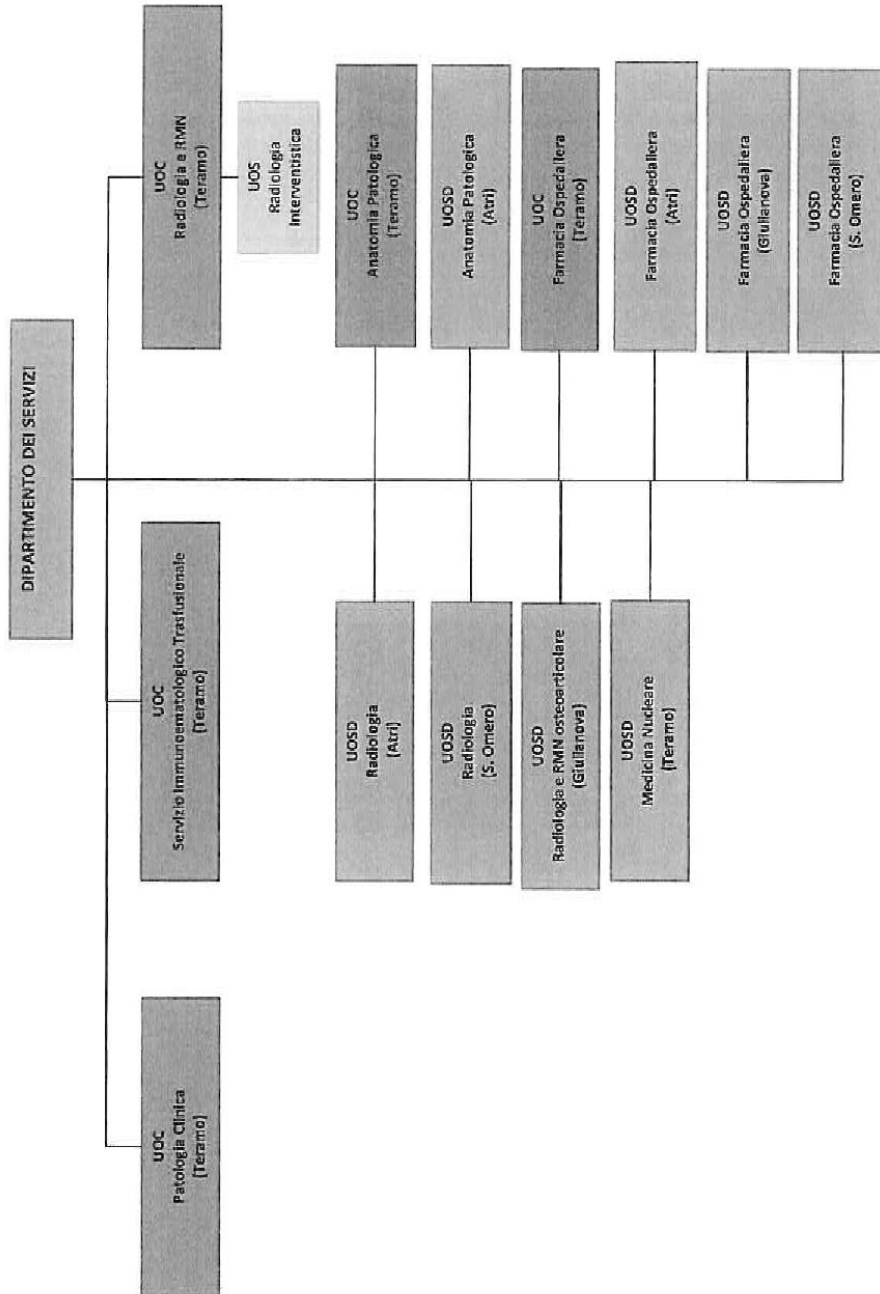 DIPARTIMENTO DEI SERVIZI
UOC
Patologia Clinica
(Teramo)
UOC
Servizio Immunoematologico Trasfusionale
(Teramo)
UOC
Radiologia e RMN
(Teramo)
UOS
Radiologia
Interventistica
UOSD
Radiologia
(Atri)
UOSD
Radiologia
(S. Omero)
UOSD
Radiologia e RMN osteoarticolare
(Giulianova)
UOSD
Medicina Nucleare
(Teramo)
UOC
Anatomia Patologica
(Teramo)
UOSD
Anatomia Patologica
(Atri)
UOC
Farmacia Ospedaliera
(Teramo)
UOSD
Farmacia Ospedaliera
(Atri)
UOSD
Farmacia Ospedaliera
(Giulianova)
UOSD
Farmacia Ospedaliera
(S. Omero)